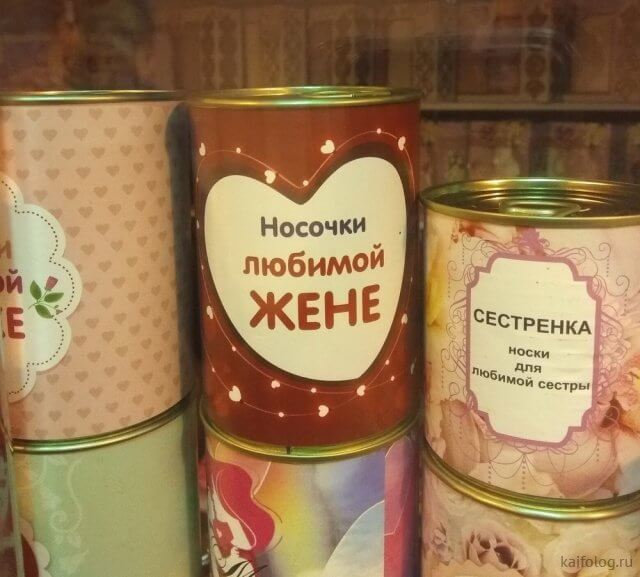 Носочки
любимой
ЖЕНЕ
СЕСТРЕНКА
носки
для
любимой сестры
kaifolog.ru